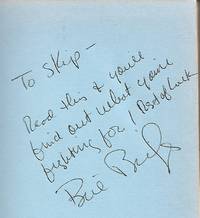 To Skip -
Read this & you'll
find out what you're
fighting for! Best of luck
Bill